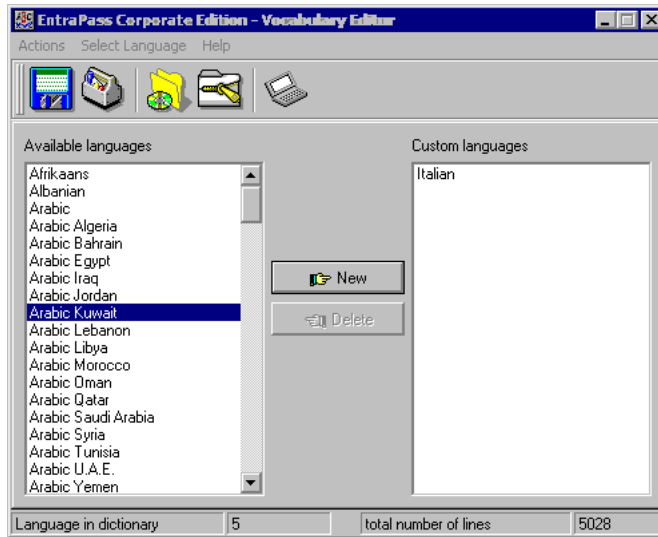 EntraPass Corporate Edition - Vocabulary Editor
Actions Select Language Help
Available languages
Custom languages
Afrikaans
Albanian
Arabic
Arabic Algeria
Arabic Bahrain
Arabic Egypt
Arabic Iraq
Arabic Jordan
Arabic Kuwait
Arabic Lebanon
Arabic Libya
Arabic Morocco
Arabic Oman
Arabic Qatar
Arabic Saudi Arabia
Arabic Syria
Arabic Tunisia
Arabic U.A.E.
Arabic Yemen
New
Delete
Italian
Language in dictionary 5 total number of lines 5028